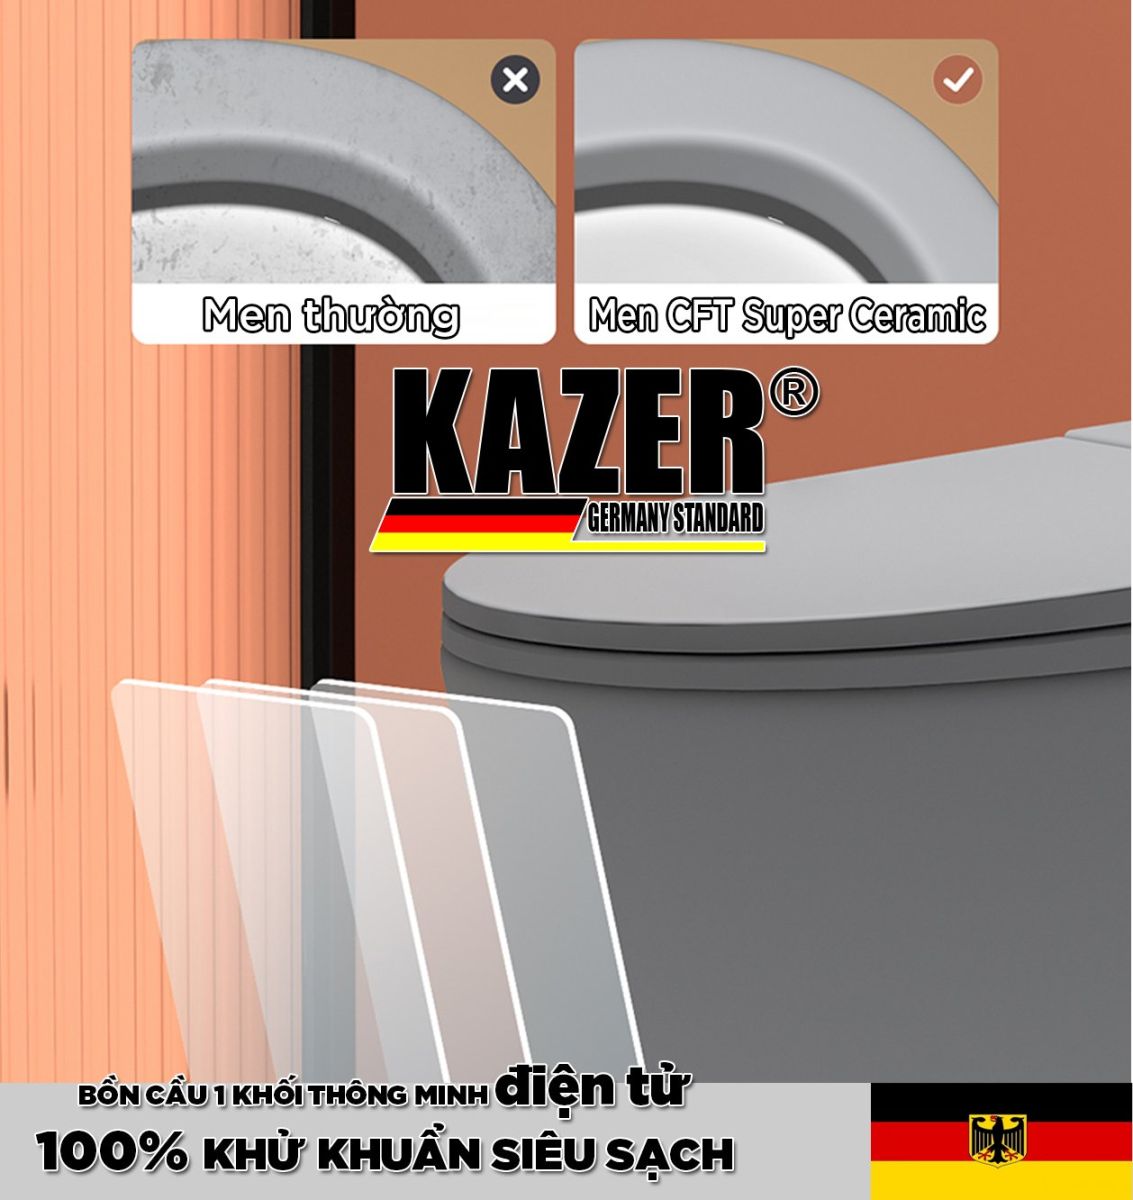 Men thường
Men CFT Super Ceramic
KAZER®
GERMANY STANDARD
BỒN CẦU 1 KHỐI THÔNG MINH điện tử
100% KHỬ KHUẨN SIÊU SẠCH